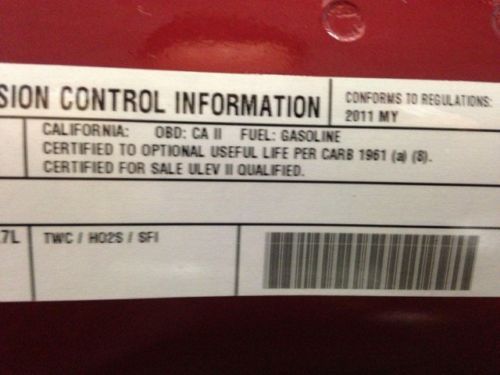 SION CONTROL INFORMATION
CONFORMS TO REGULATIONS:
2011 MY
CALIFORNIA: OBD: CA II FUEL: GASOLINE
CERTIFIED TO OPTIONAL USEFUL LIFE PER CARB 1961 (a) (8).
CERTIFIED FOR SALE ULEV II QUALIFIED.
.7L
TWC / HO2S / SFI